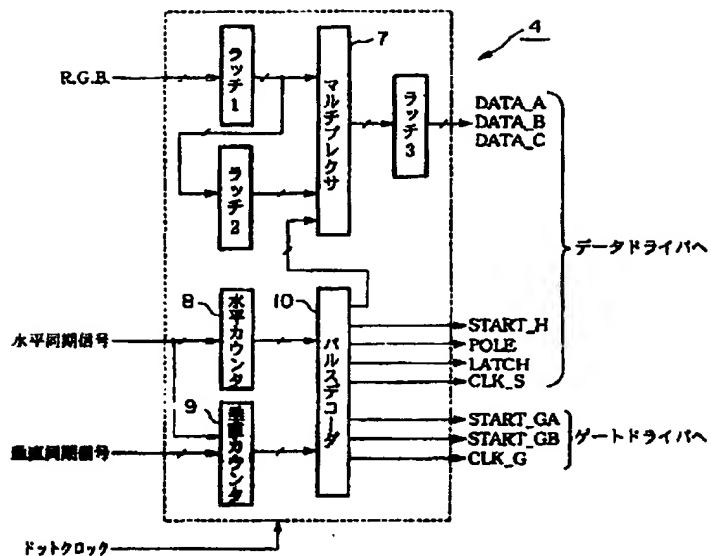 7
4
R.G.B.
ラッチ1
マルチプレクサ
ラッチ3
DATA_A
DATA_B
DATA_C
ラッチ2
データドライバへ
8
水平カウンタ
10
パルスデコーダ
START_H
POLE
LATCH
CLK_S
水平同期信号
9
垂直カウンタ
START_GA
START_GB
CLK_G
ゲートドライバへ
垂直同期信号
ドットクロック